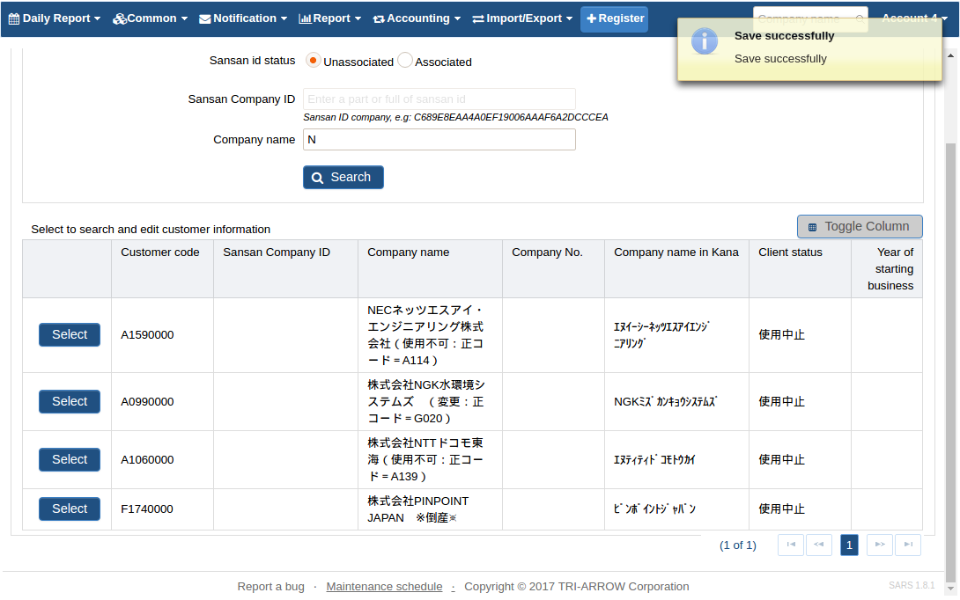 Daily Report Common Notification Report Accounting Import/Export Register Company name Account 4
Save successfully
Save successfully
Sansan id status Unassociated Associated
Sansan Company ID Enter a part or full of sansan id
Sansan ID company, e.g: C689E8EAA4A0EF19006AAAF6A2DCCCEA
Company name N
Search
Select to search and edit customer information
Toggle Column
Customer code Sansan Company ID Company name Company No. Company name in Kana Client status Year of
starting
business
Select A1590000
NECネッツエスアイ・
エンジニアリング株式
会社（使用不可：正コ
ード＝A114）
ｴﾇｲｰｼｰﾈｯﾂｴｽｱｲｴﾝｼﾞ
ﾆｱﾘﾝｸﾞ
使用中止
Select A0990000
株式会社NGK水環境シ
ステムズ　（変更：正
コード＝G020）
NGKﾐｽﾞｶﾝｷｮｳｼｽﾃﾑｽﾞ
使用中止
Select A1060000
株式会社NTTドコモ東
海（使用不可：正コー
ド＝A139）
ｴﾇﾃｨﾃｨﾄﾞｺﾓﾄｳｶｲ
使用中止
Select F1740000
株式会社PINPOINT
JAPAN　※倒産※
ﾋﾟﾝﾎﾟｲﾝﾄｼﾞｬﾊﾟﾝ
使用中止
(1 of 1) 1
Report a bug · Maintenance schedule · Copyright © 2017 TRI-ARROW Corporation
SARS 1.8.1